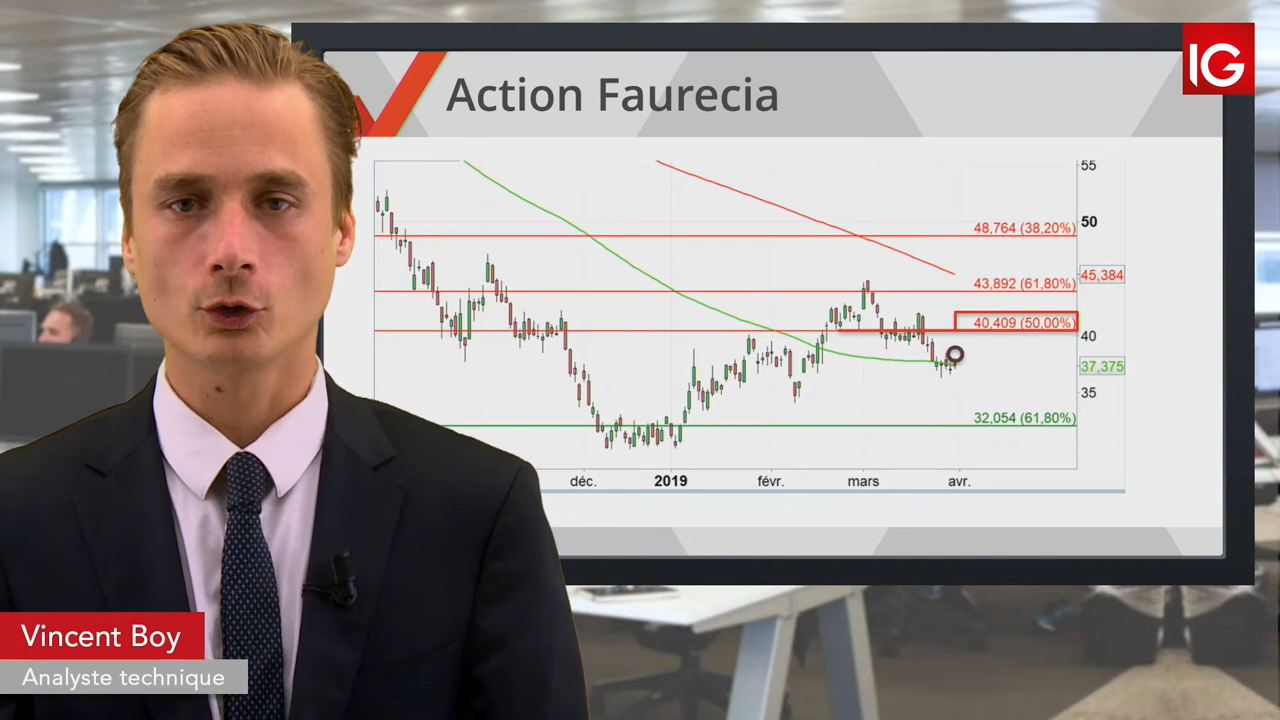 IG
Action Faurecia
55
50
48,764 (38,20%)
45,384
43,892 (61,80%)
40,409 (50,00%)
40
37,375
35
32,054 (61,80%)
déc.
2019
févr.
mars
avr.
Vincent Boy
Analyste technique